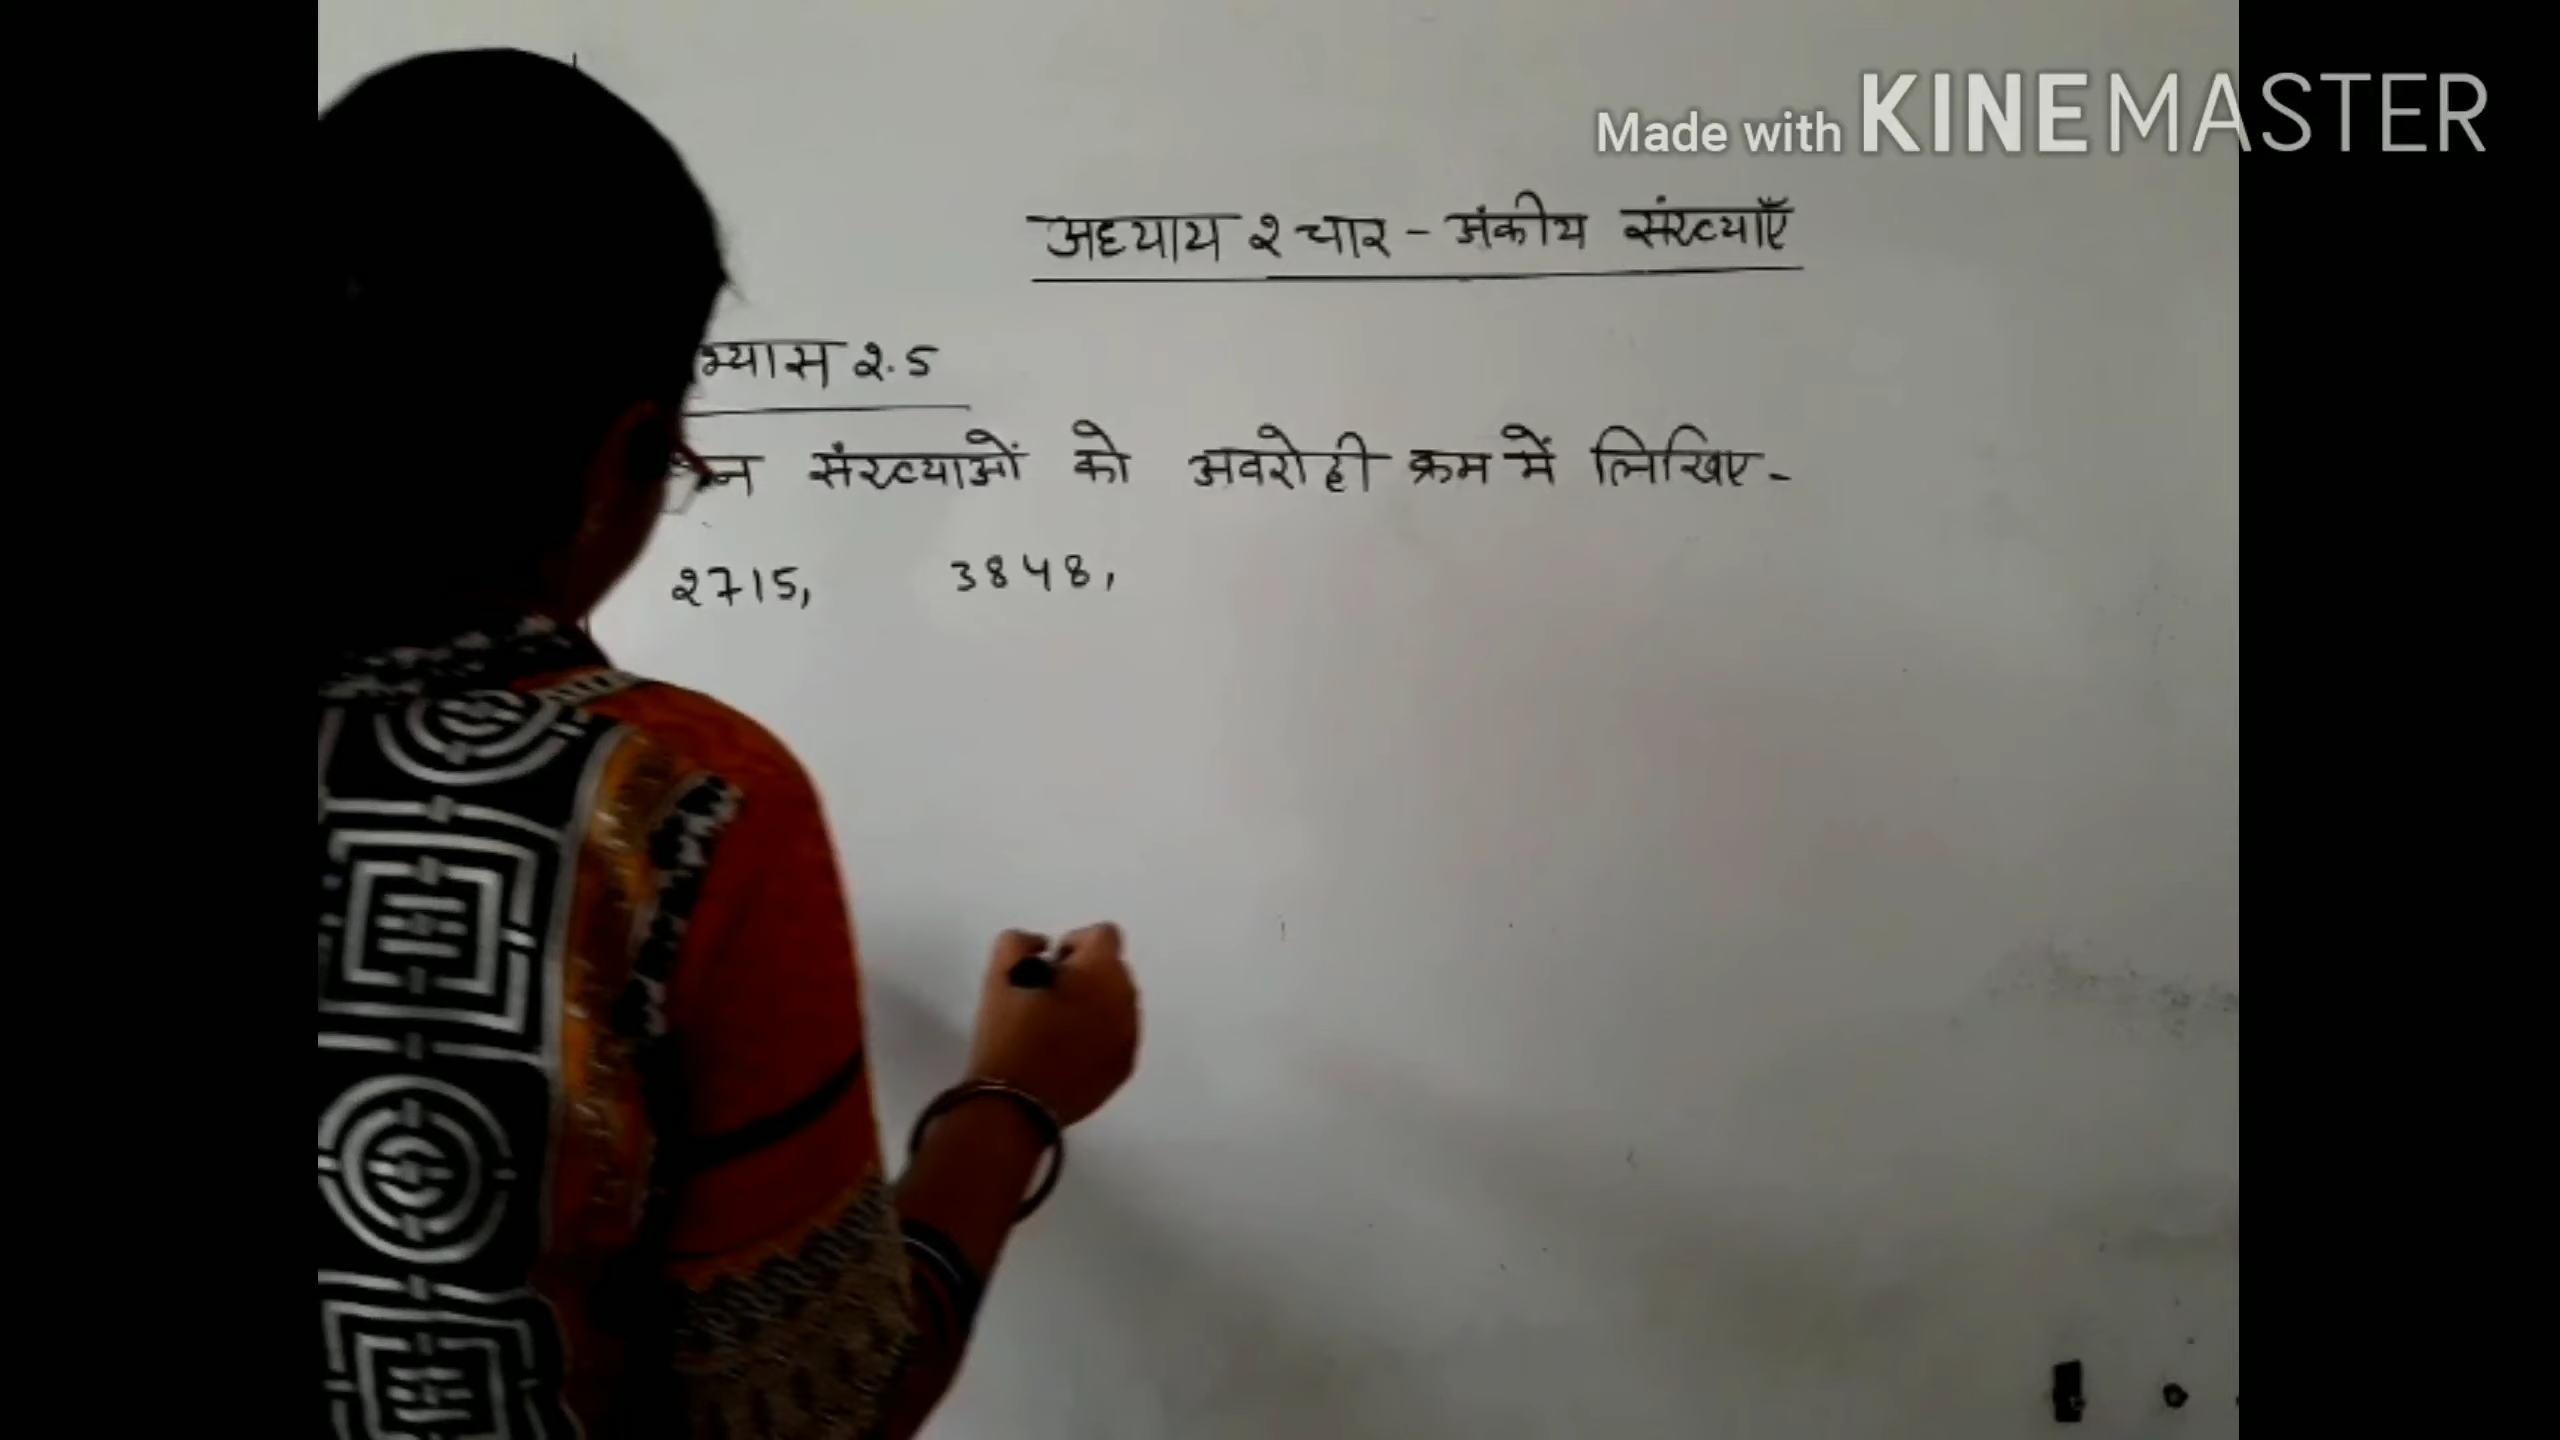 Made with KINEMASTER
अध्याय 2 चार - अंकीय संख्याएँ
भ्यास 2.5
न संख्याओं को अवरोही क्रम में लिखिए -
2715, 3848,